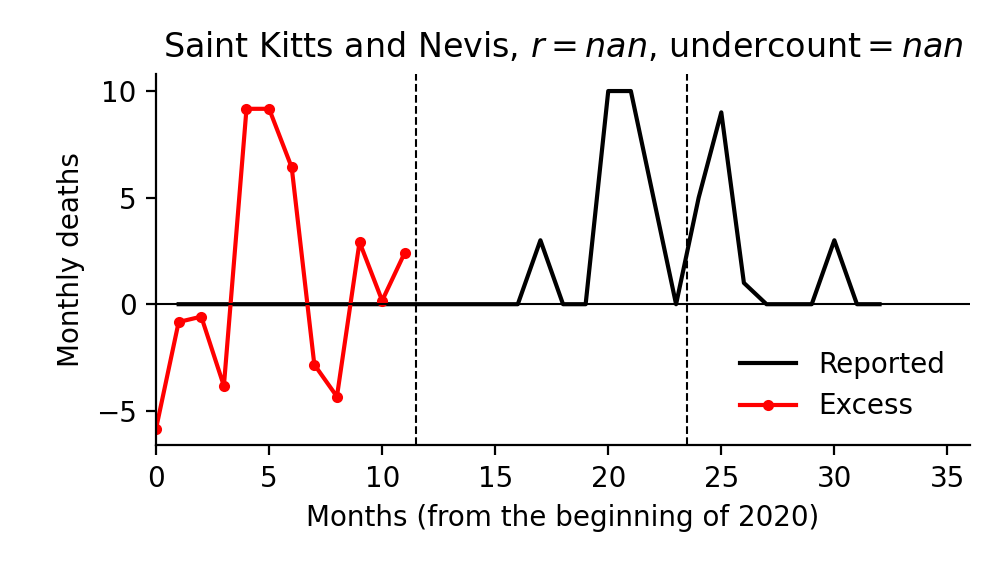 Saint Kitts and Nevis, r = nan, undercount = nan
10
5
0
−5
Monthly deaths
Reported
Excess
0 5 10 15 20 25 30 35
Months (from the beginning of 2020)